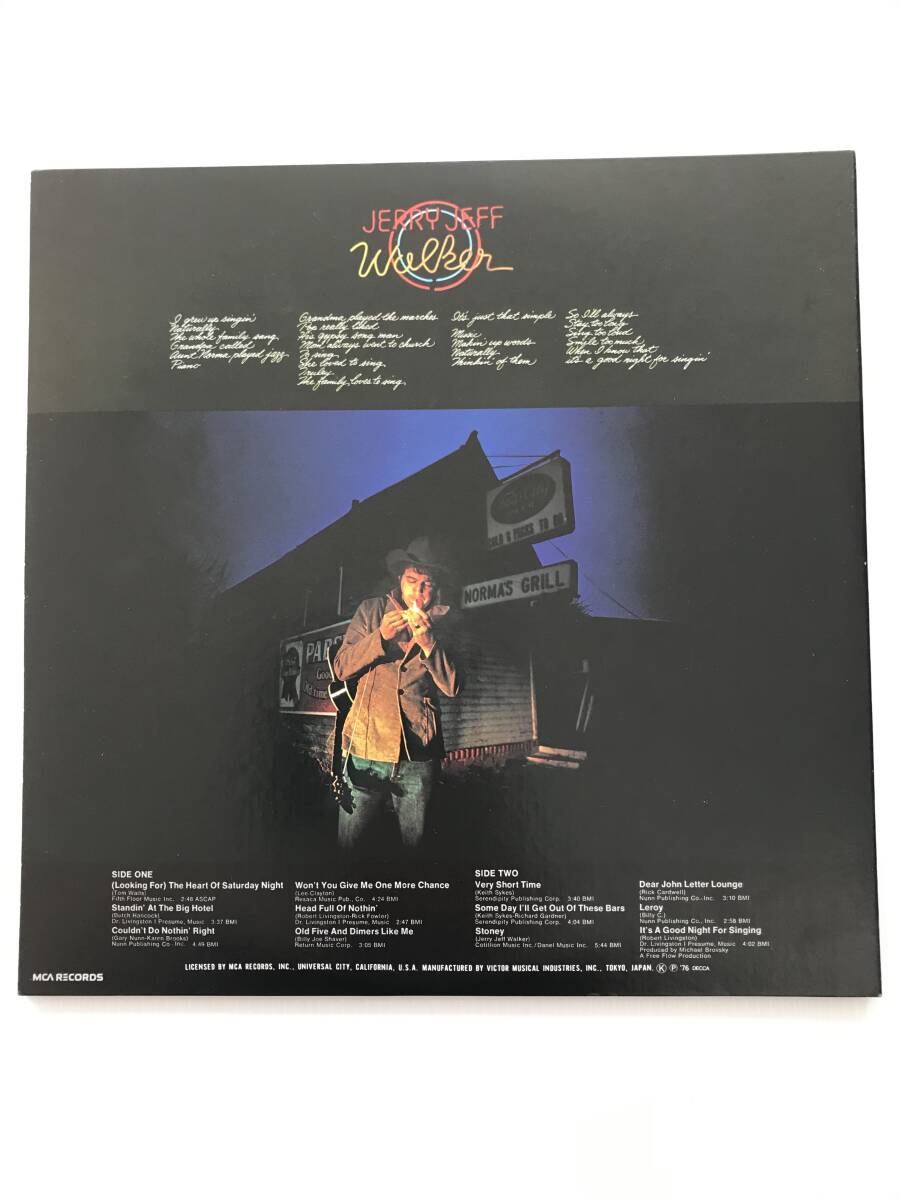 JERRY JEFF
Walker
I grew up singin'
Naturally
The whole family sang
Grandpa called
Aunt Norma played jazz
Piano
Grandma played the marches
Pop really liked
His gypsy song man
Mom always went to church
To sing
She loved to sing
Truley
The family loves to sing
It's just that simple
Music
Makin' up words
Naturally
Thinkin' of them
So I'll always
Stay too long
Sing too loud
Smile too much
When I know that
it's a good night for singin'
COLD 6 PACKS TO GO
NORMA'S GRILL
PABS
Good
Old-time
SIDE ONE
(Looking For) The Heart Of Saturday Night
(Tom Waits)
Fifth Floor Music Inc. 2:48 ASCAP
Standin' At The Big Hotel
(Butch Hancock)
Dr. Livingston I Presume, Music 3:37 BMI
Couldn't Do Nothin' Right
(Gary Nunn-Karen Brooks)
Nunn Publishing Co-Inc. 4:49 BMI
Won't You Give Me One More Chance
(Lee Clayton)
Resaca Music Pub., Co. 4:24 BMI
Head Full Of Nothin'
(Robert Livingston-Rick Fowler)
Dr. Livingston I Presume, Music 2:47 BMI
Old Five And Dimers Like Me
(Billy Joe Shaver)
Return Music Corp. 3:05 BMI
SIDE TWO
Very Short Time
(Keith Sykes)
Serendipity Publishing Corp. 3:40 BMI
Some Day I'll Get Out Of These Bars
(Keith Sykes-Richard Gardner)
Serendipity Publishing Corp. 4:04 BMI
Stoney
(Jerry Jeff Walker)
Cotillion Music Inc./Danel Music Inc. 5:44 BMI
Dear John Letter Lounge
(Rick Cardwell)
Nunn Publishing Co., Inc. 3:10 BMI
Leroy
(Billy C.)
Nunn Publishing Co., Inc. 2:58 BMI
It's A Good Night For Singing
(Robert Livingston)
Dr. Livingston I Presume, Music 4:02 BMI
Produced by Michael Brovsky
A Free Flow Production
MCA RECORDS
LICENSED BY MCA RECORDS, INC., UNIVERSAL CITY, CALIFORNIA, U.S.A. MANUFACTURED BY VICTOR MUSICAL INDUSTRIES, INC., TOKYO, JAPAN. Ⓚ Ⓟ '76 DECCA